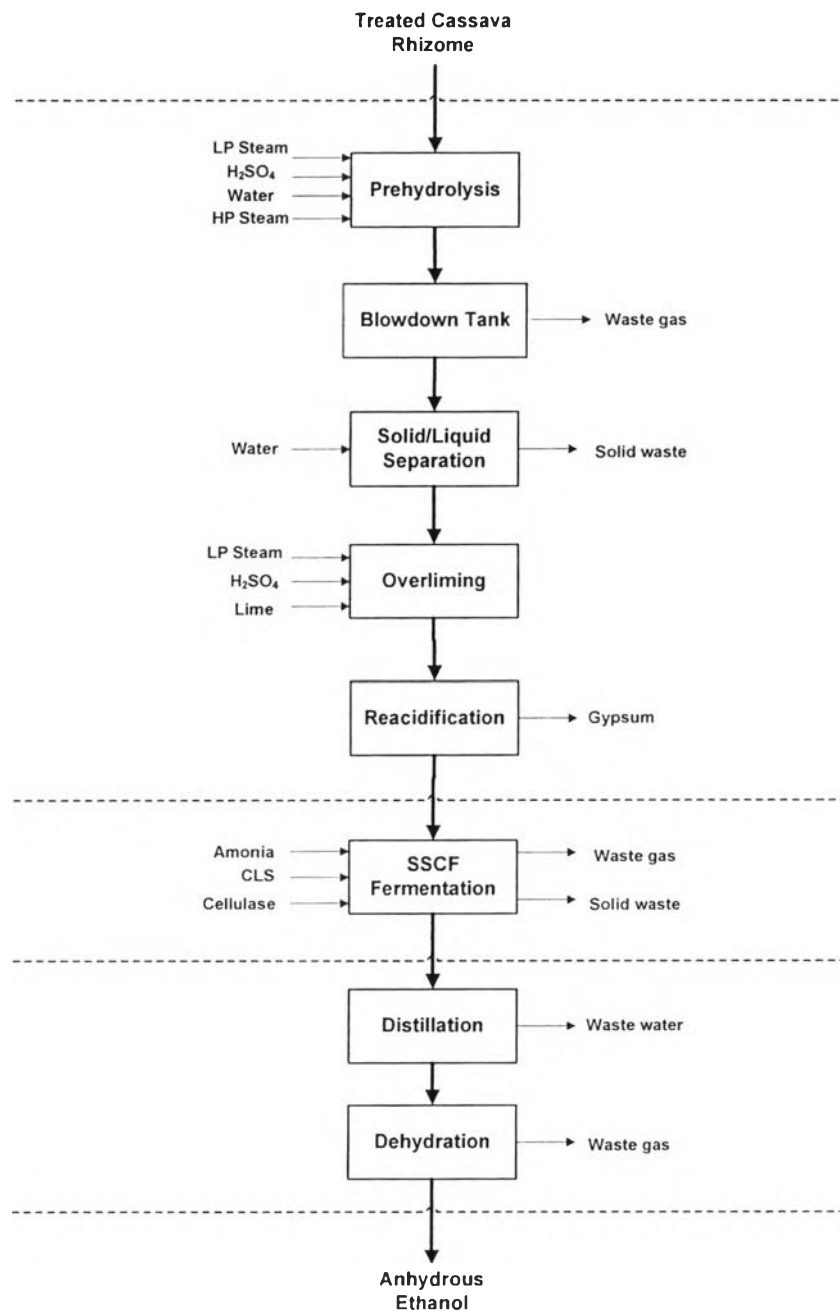 Treated Cassava
Rhizome
LP Steam
H₂SO₄
Water
HP Steam
Prehydrolysis
Blowdown Tank
Waste gas
Water
Solid/Liquid
Separation
Solid waste
LP Steam
H₂SO₄
Lime
Overliming
Reacidification
Gypsum
Amonia
CLS
Cellulase
SSCF
Fermentation
Waste gas
Solid waste
Distillation
Waste water
Dehydration
Waste gas
Anhydrous
Ethanol